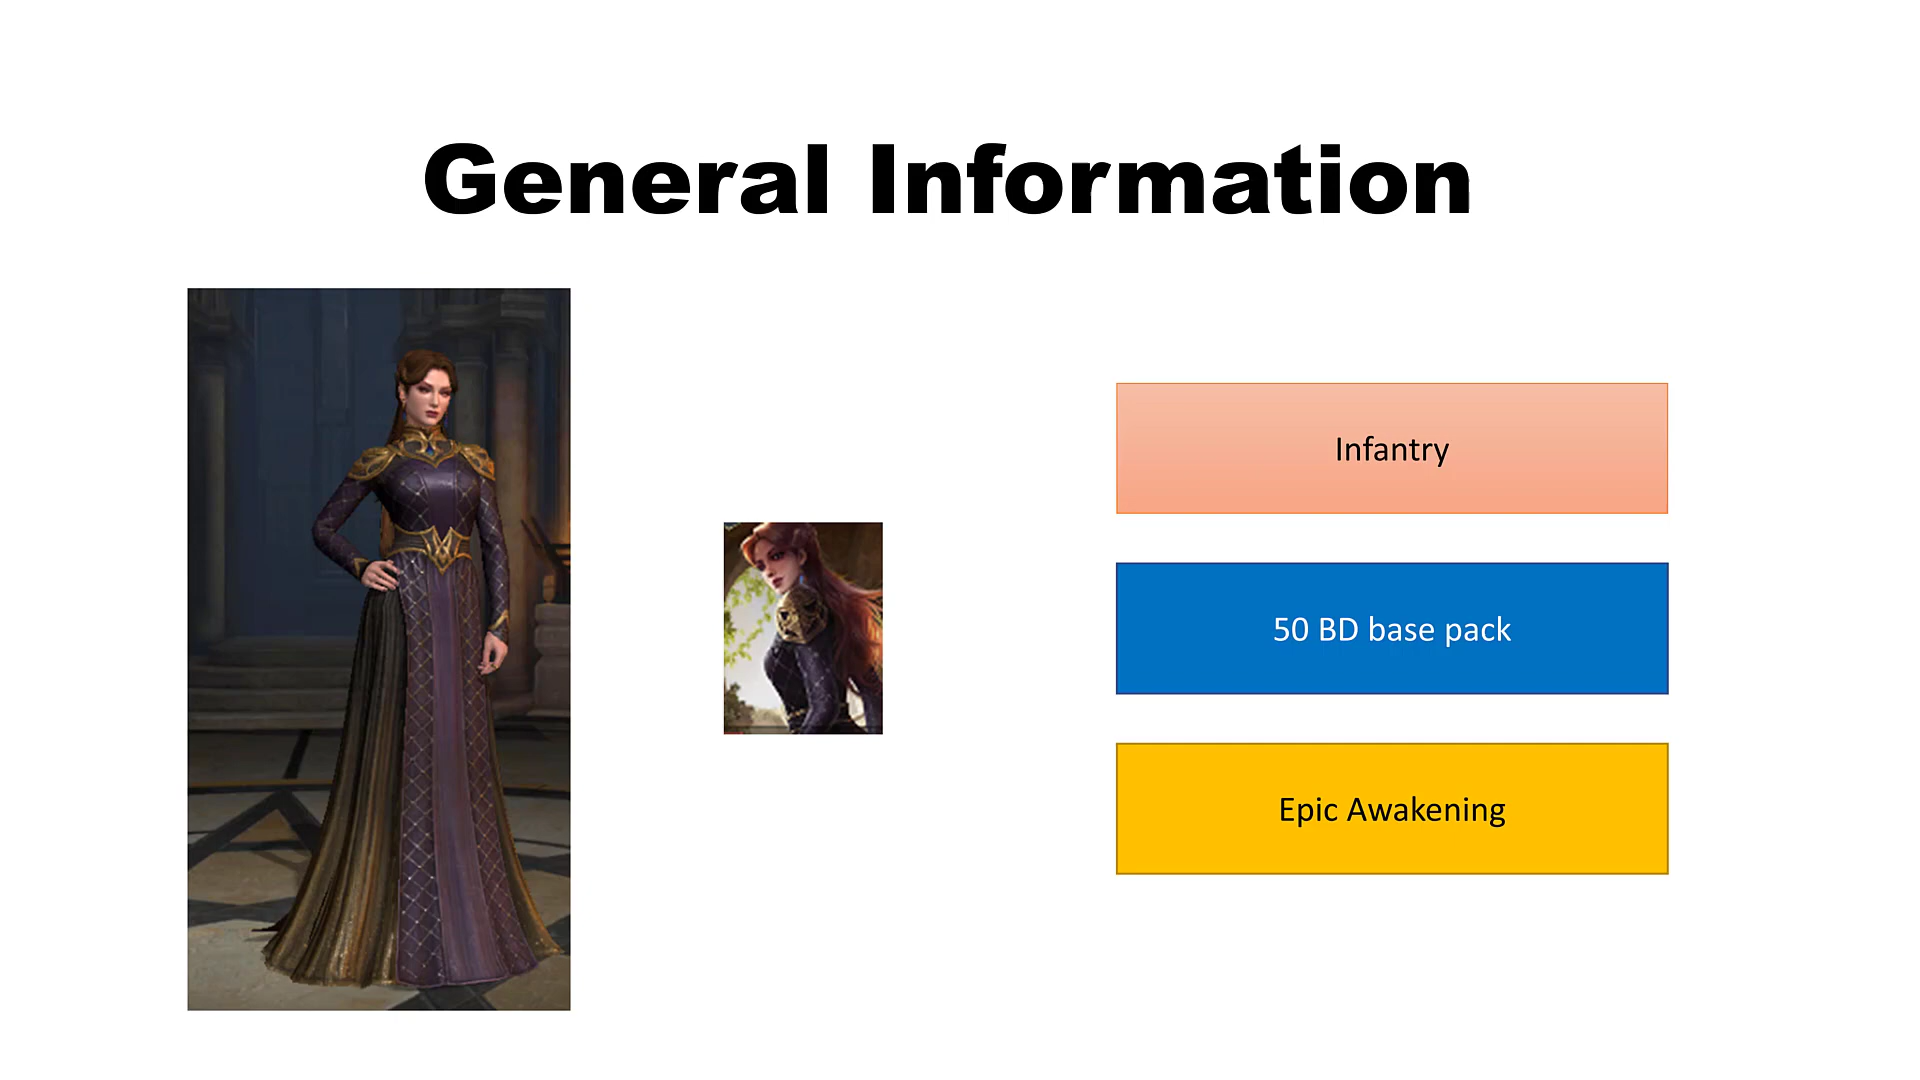 General Information
Infantry
50 BD base pack
Epic Awakening